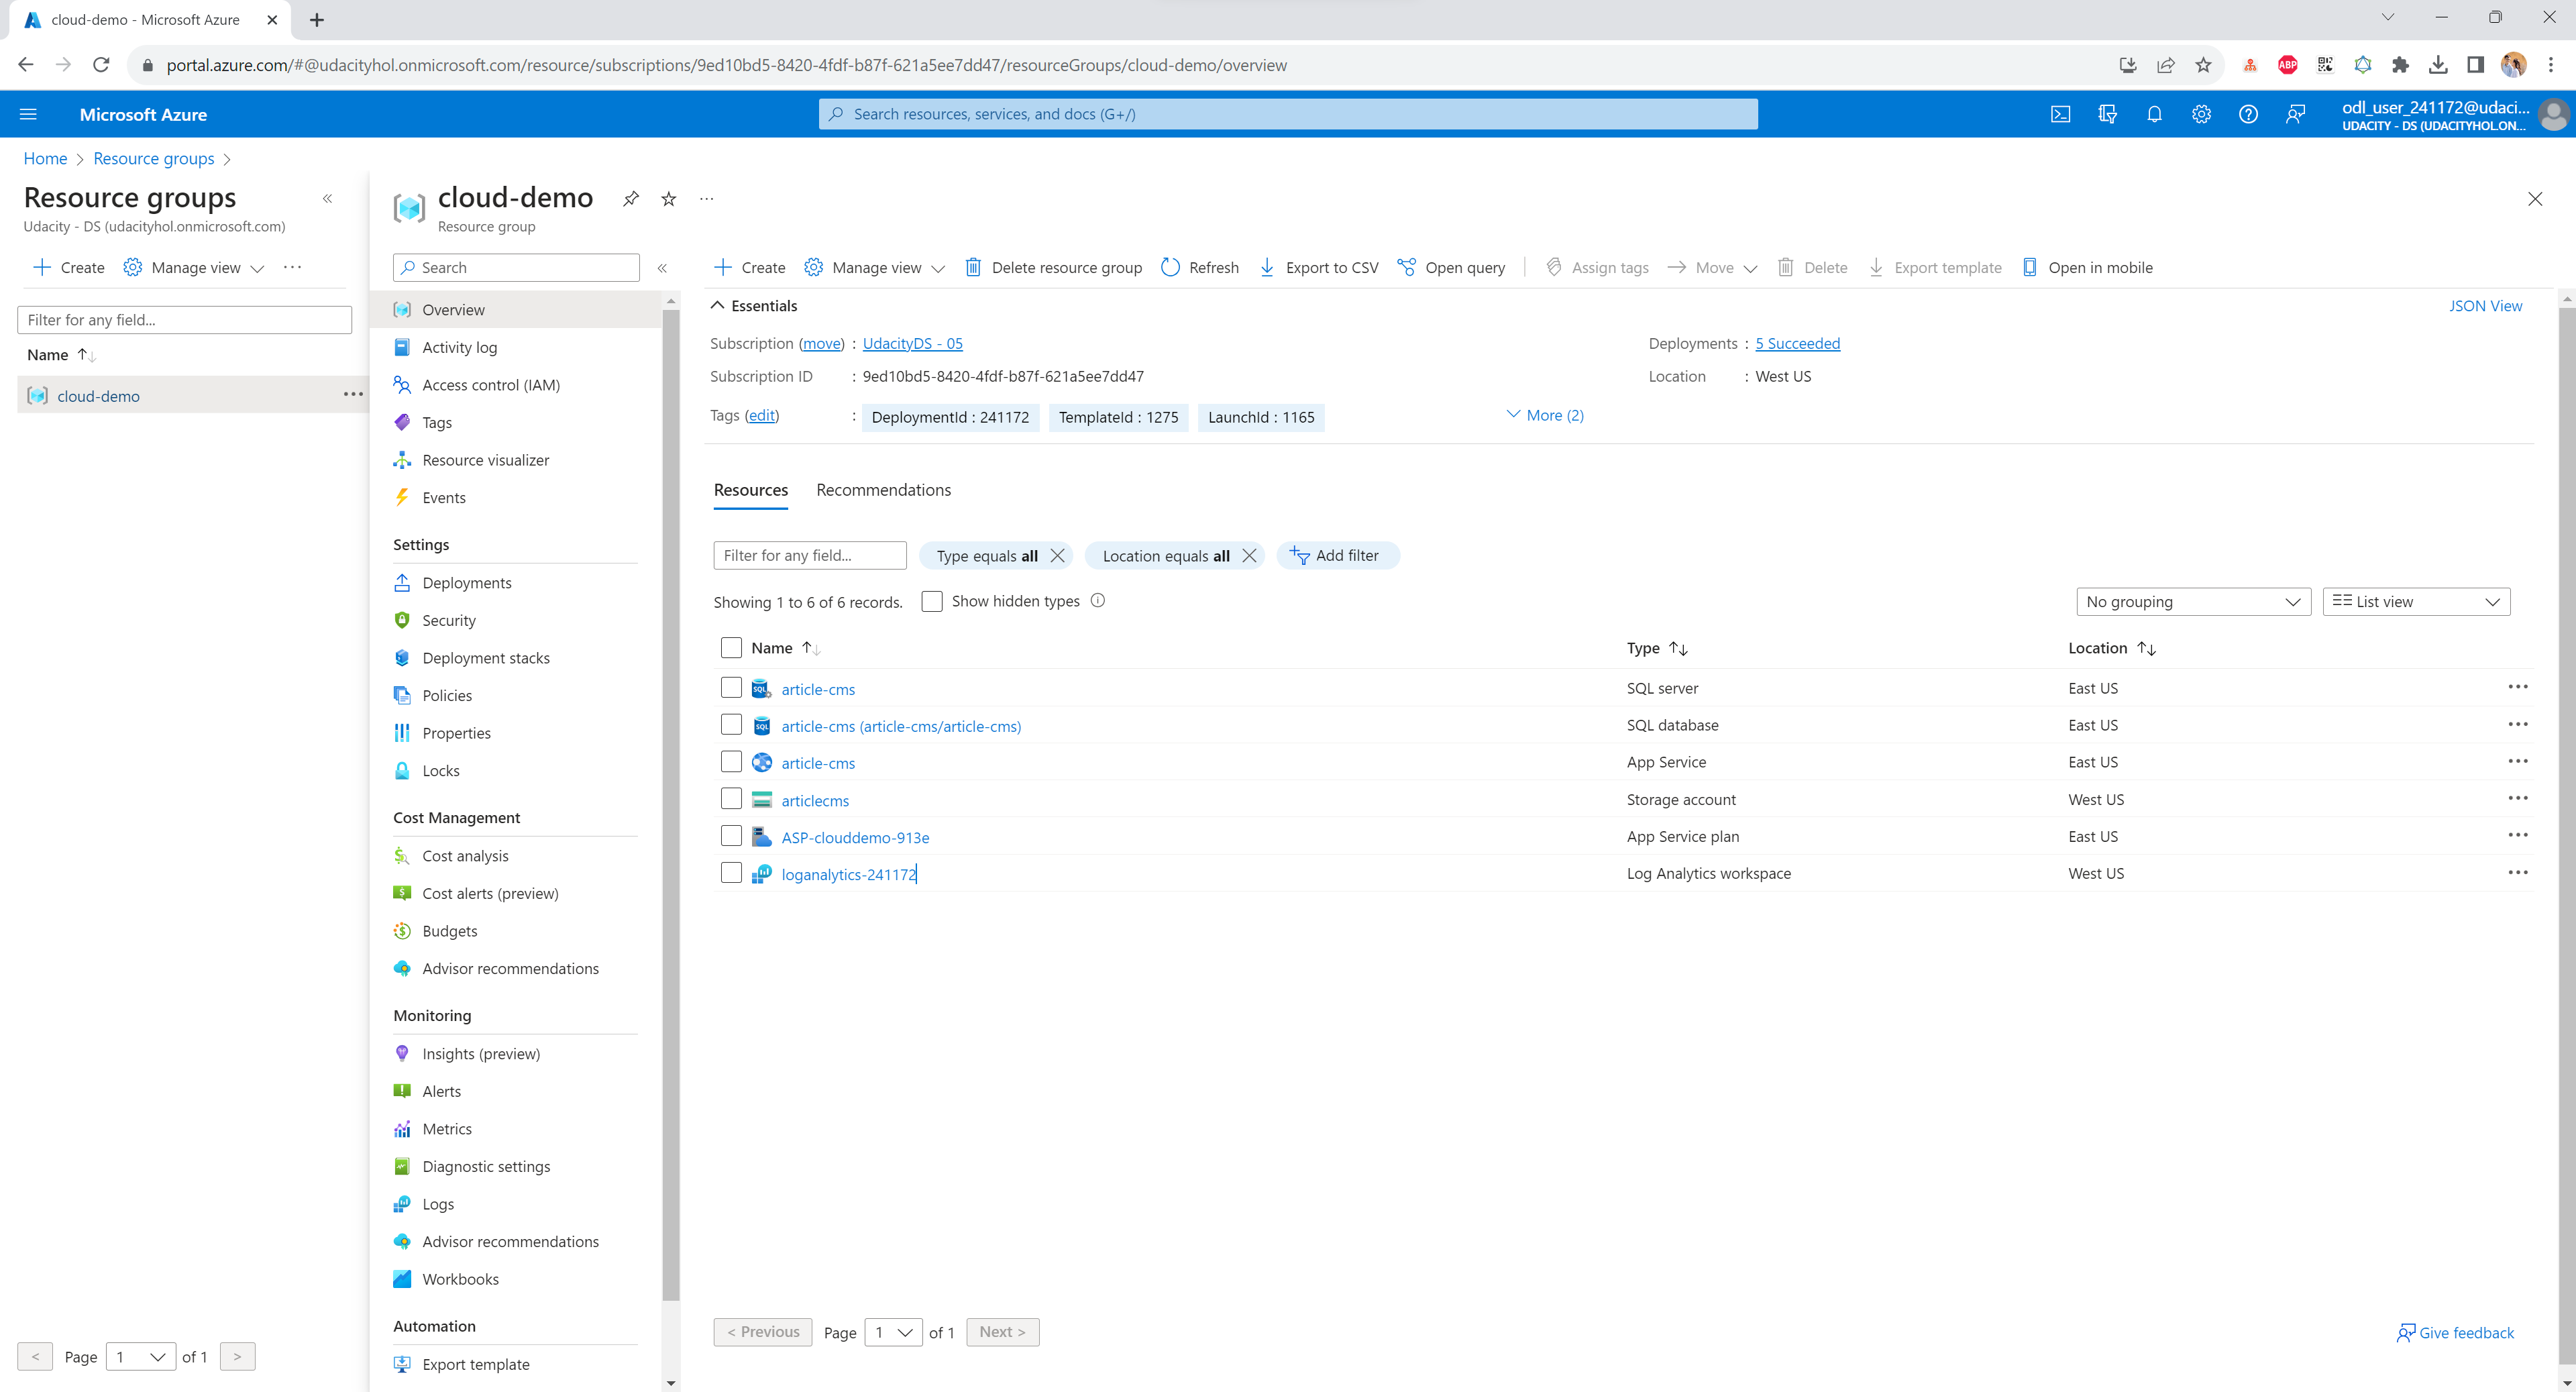 cloud-demo - Microsoft Azure
portal.azure.com/#@udacityhol.onmicrosoft.com/resource/subscriptions/9ed10bd5-8420-4fdf-b87f-621a5ee7dd47/resourceGroups/cloud-demo/overview
ABP
Microsoft Azure
Search resources, services, and docs (G+/)
odl_user_241172@udaci...
UDACITY - DS (UDACITYHOL.ON...
Home > Resource groups >
Resource groups
Udacity - DS (udacityhol.onmicrosoft.com)
Create Manage view ...
Filter for any field...
Name
cloud-demo ...
< Page 1 of 1 >
cloud-demo ...
Resource group
Search
Overview
Activity log
Access control (IAM)
Tags
Resource visualizer
Events
Settings
Deployments
Security
Deployment stacks
Policies
Properties
Locks
Cost Management
Cost analysis
Cost alerts (preview)
Budgets
Advisor recommendations
Monitoring
Insights (preview)
Alerts
Metrics
Diagnostic settings
Logs
Advisor recommendations
Workbooks
Automation
Export template
Create Manage view Delete resource group Refresh Export to CSV Open query Assign tags Move Delete Export template Open in mobile
Essentials JSON View
Subscription (move) : UdacityDS - 05 Deployments : 5 Succeeded
Subscription ID : 9ed10bd5-8420-4fdf-b87f-621a5ee7dd47 Location : West US
Tags (edit) : DeploymentId : 241172 TemplateId : 1275 LaunchId : 1165 More (2)
Resources Recommendations
Filter for any field... Type equals all Location equals all Add filter
Showing 1 to 6 of 6 records. Show hidden types No grouping List view
Name Type Location
article-cms SQL server East US ...
article-cms (article-cms/article-cms) SQL database East US ...
article-cms App Service East US ...
articlecms Storage account West US ...
ASP-clouddemo-913e App Service plan East US ...
loganalytics-241172 Log Analytics workspace West US ...
< Previous Page 1 of 1 Next > Give feedback